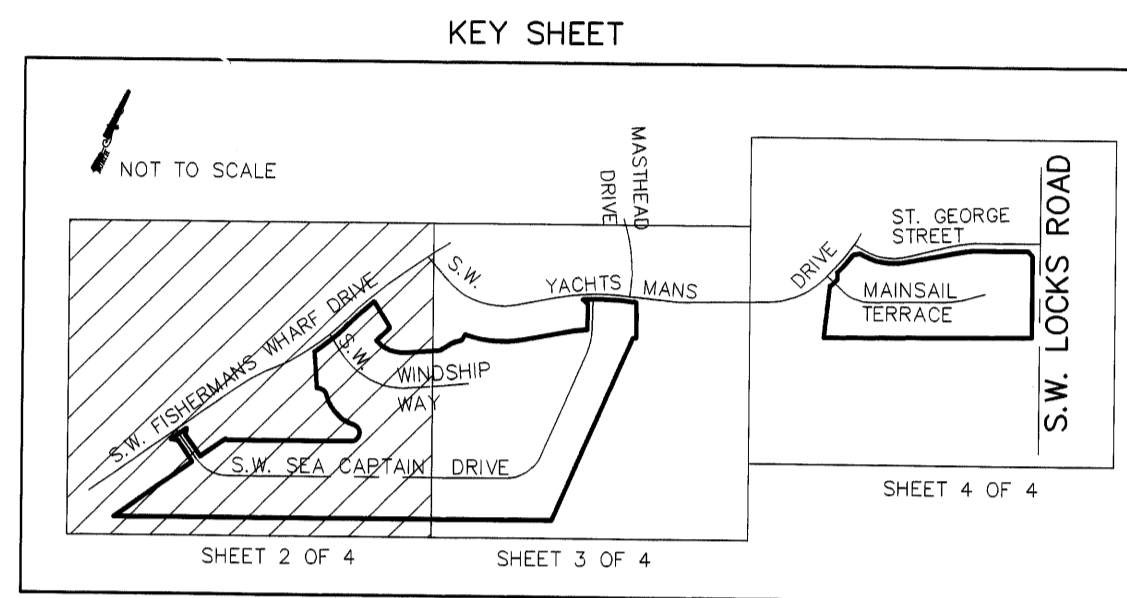 KEY SHEET
NOT TO SCALE
MASTHEAD
DRIVE
ST. GEORGE
STREET
S.W. LOCKS ROAD
DRIVE
S.W.
YACHTS MANS
MAINSAIL
TERRACE
S.W. FISHERMANS WHARF DRIVE
S.W.
WINDSHIP
WAY
S.W. SEA CAPTAIN DRIVE
SHEET 4 OF 4
SHEET 2 OF 4
SHEET 3 OF 4